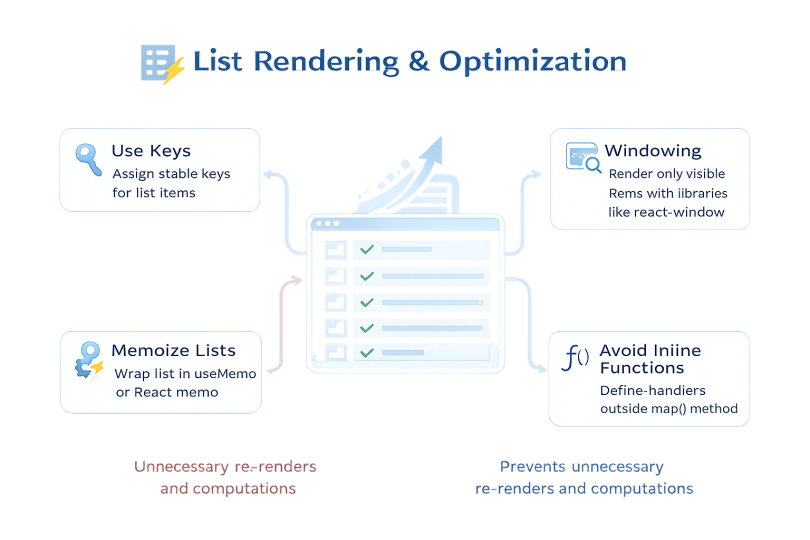 List Rendering & Optimization
Use Keys
Assign stable keys
for list items
Windowing
Render only visible
Rems with iibraries
like react-window
Memoize Lists
Wrap list in useMemo
or React memo
f()
Avoid Iniine
Functions
Define-handiers
outside map() method
Unnecessary re-renders
and computations
Prevents unnecessary
re-renders and computations